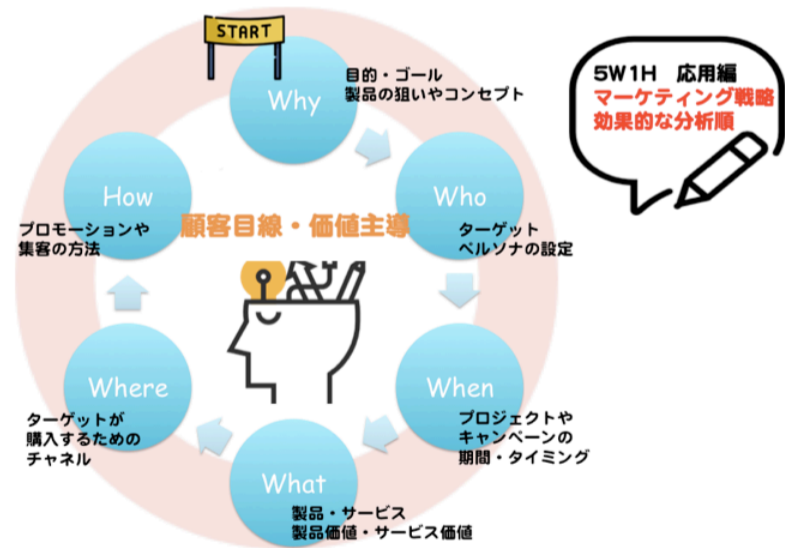 START
Why
目的・ゴール
製品の狙いやコンセプト
5W1H　応用編
マーケティング戦略
効果的な分析順
Who
ターゲット
ペルソナの設定
When
プロジェクトや
キャンペーンの
期間・タイミング
What
製品・サービス
製品価値・サービス価値
Where
ターゲットが
購入するための
チャネル
How
プロモーションや
集客の方法
顧客目線・価値主導